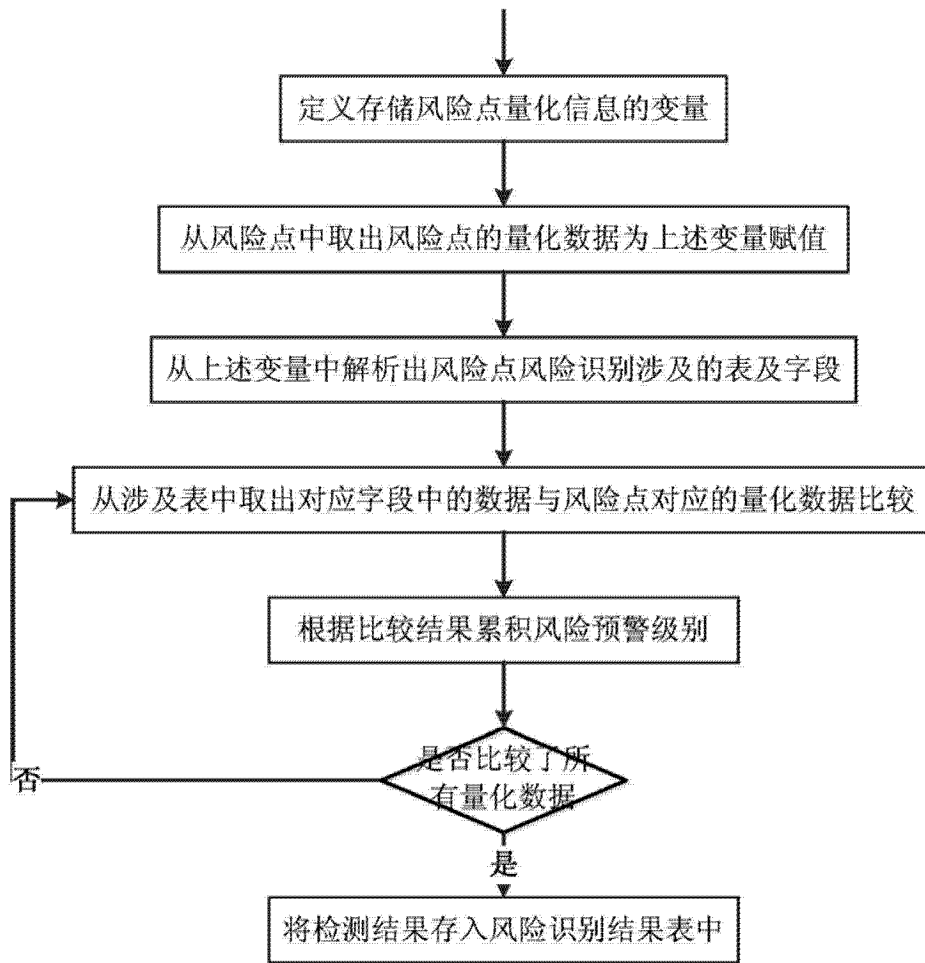 定义存储风险点量化信息的变量
从风险点中取出风险点的量化数据为上述变量赋值
从上述变量中解析出风险点风险识别涉及的表及字段
从涉及表中取出对应字段中的数据与风险点对应的量化数据比较
根据比较结果累积风险预警级别
是否比较了所
有量化数据
否
是
将检测结果存入风险识别结果表中